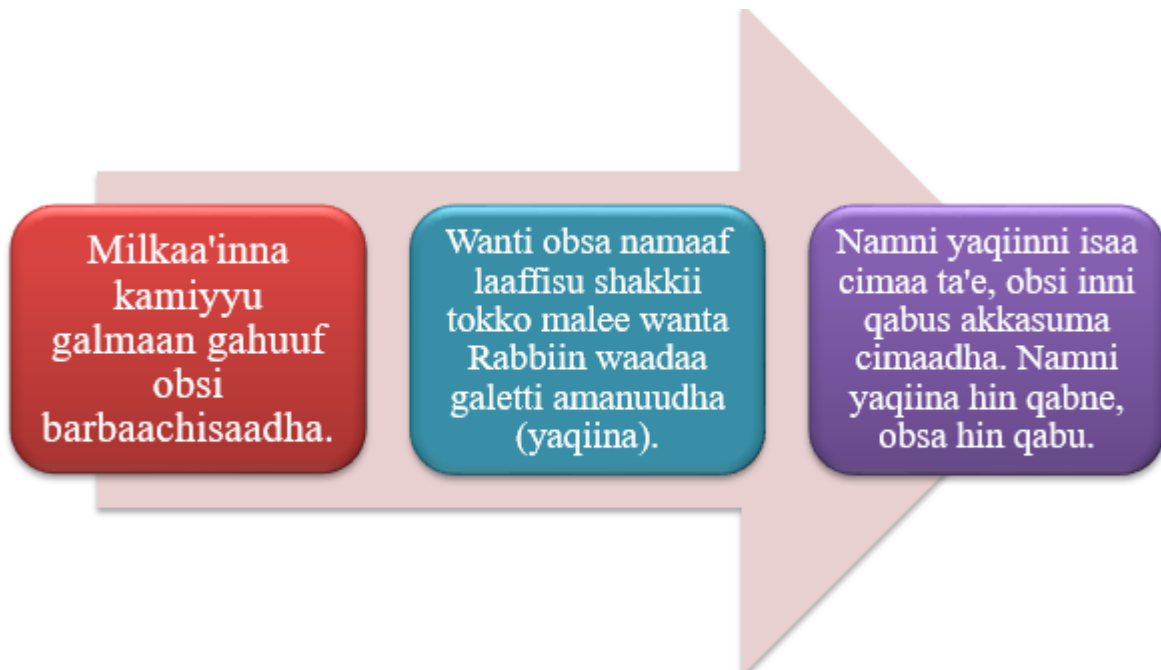 Milkaa'inna
kamiyyu
galmaan gahuuf
obsi
barbaachisaadha.
Wanti obsa namaaf
laaffisu shakkii
tokko malee wanta
Rabbiin waadaa
galetti amanuudha
(yaqiina).
Namni yaqiinni isaa
cimaa ta'e, obsi inni
qabus akkasuma
cimaadha. Namni
yaqiina hin qabne,
obsa hin qabu.